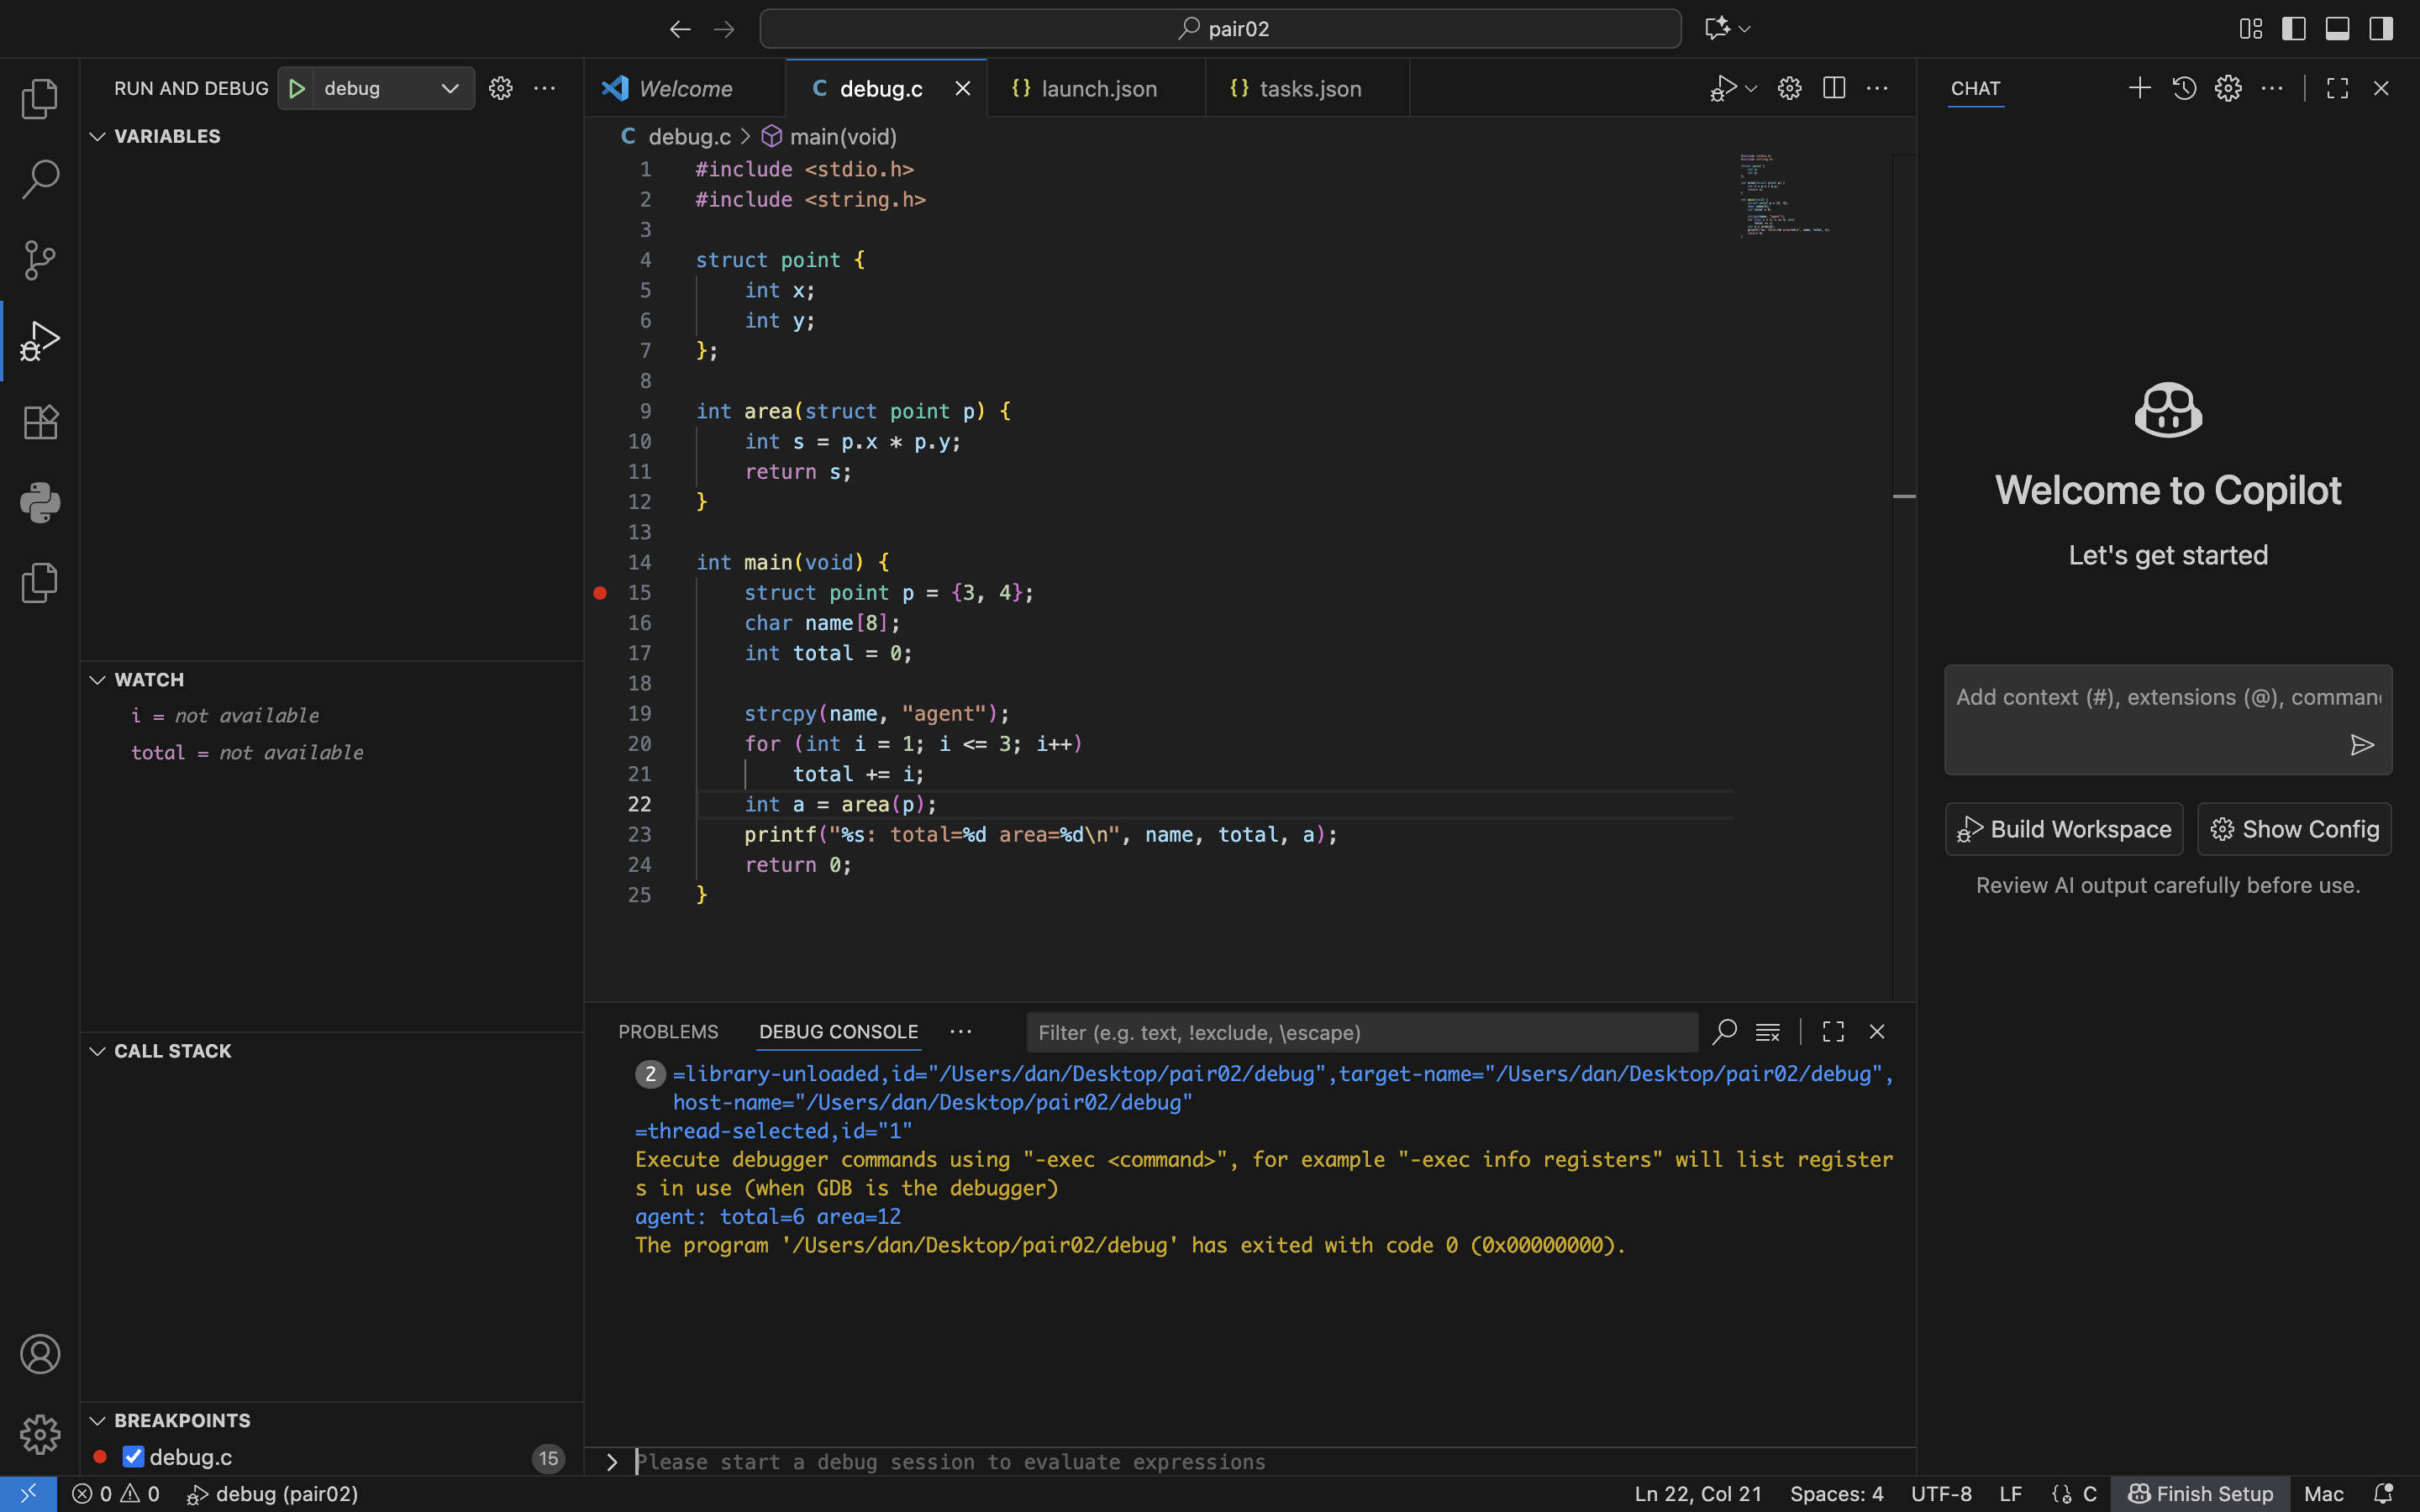 pair02
RUN AND DEBUG debug
VARIABLES
WATCH
i = not available
total = not available
CALL STACK
BREAKPOINTS
debug.c 15
Welcome debug.c launch.json tasks.json
debug.c > main(void)
1 #include <stdio.h>
2 #include <string.h>
3
4 struct point {
5 int x;
6 int y;
7 };
8
9 int area(struct point p) {
10 int s = p.x * p.y;
11 return s;
12 }
13
14 int main(void) {
15 struct point p = {3, 4};
16 char name[8];
17 int total = 0;
18
19 strcpy(name, "agent");
20 for (int i = 1; i <= 3; i++)
21 total += i;
22 int a = area(p);
23 printf("%s: total=%d area=%d\n", name, total, a);
24 return 0;
25 }
PROBLEMS DEBUG CONSOLE Filter (e.g. text, !exclude, \escape)
2 =library-unloaded,id="/Users/dan/Desktop/pair02/debug",target-name="/Users/dan/Desktop/pair02/debug",
host-name="/Users/dan/Desktop/pair02/debug"
=thread-selected,id="1"
Execute debugger commands using "-exec <command>", for example "-exec info registers" will list register
s in use (when GDB is the debugger)
agent: total=6 area=12
The program '/Users/dan/Desktop/pair02/debug' has exited with code 0 (0x00000000).
Please start a debug session to evaluate expressions
CHAT
Welcome to Copilot
Let's get started
Add context (#), extensions (@), comman
Build Workspace Show Config
Review AI output carefully before use.
0 0 debug (pair02) Ln 22, Col 21 Spaces: 4 UTF-8 LF C Finish Setup Mac